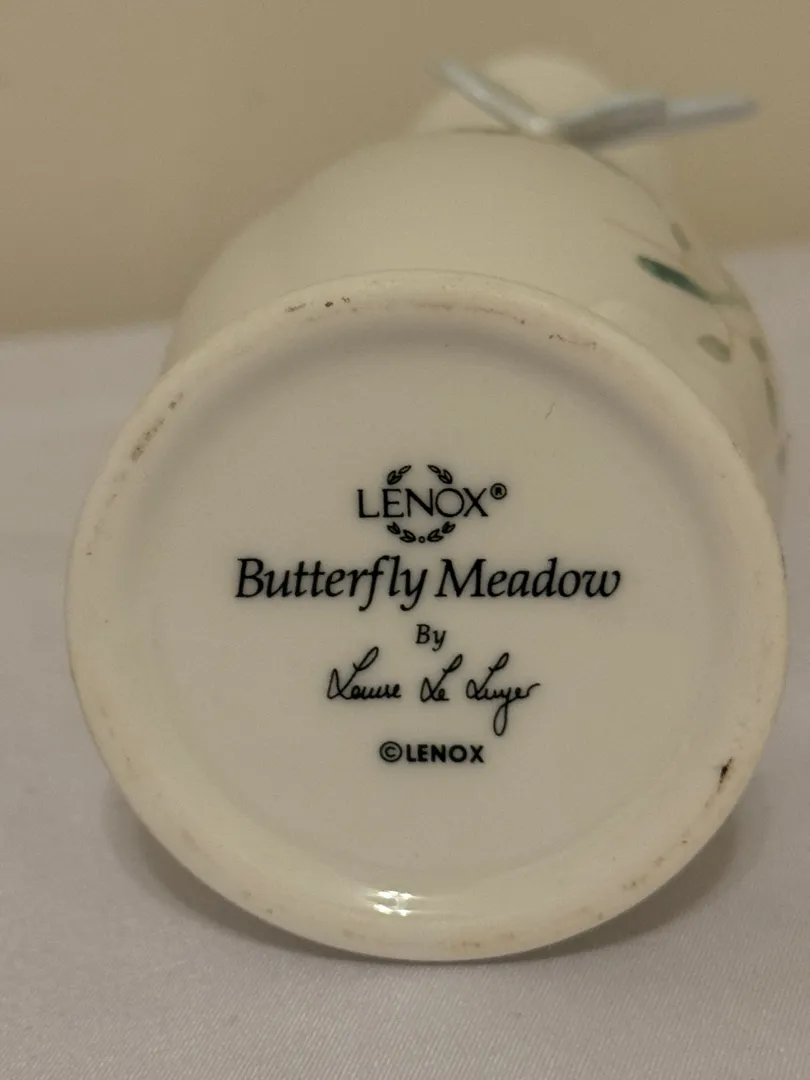 LENOX®
Butterfly Meadow
By
Louise Le Luyer
©LENOX